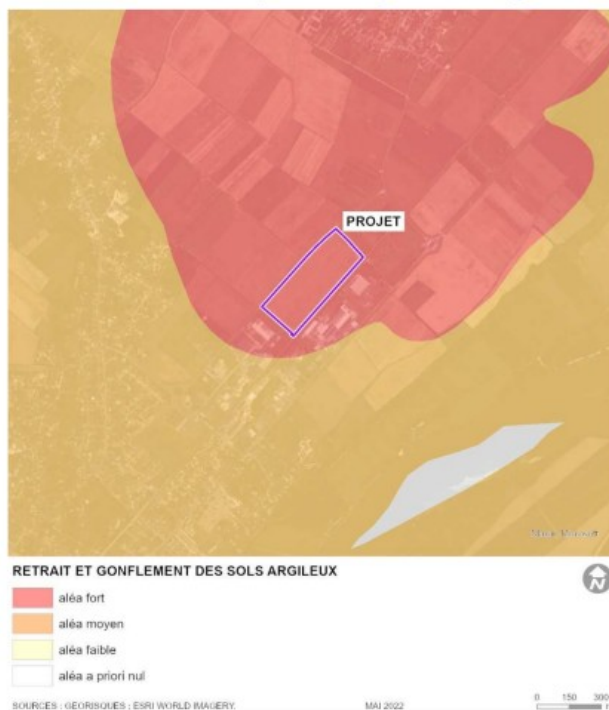 PROJET
RETRAIT ET GONFLEMENT DES SOLS ARGILEUX
N
aléa fort
aléa moyen
aléa faible
aléa a priori nul
SOURCES : GEORISQUES ; ESRI WORLD IMAGERY. MAI 2022
0 150 300